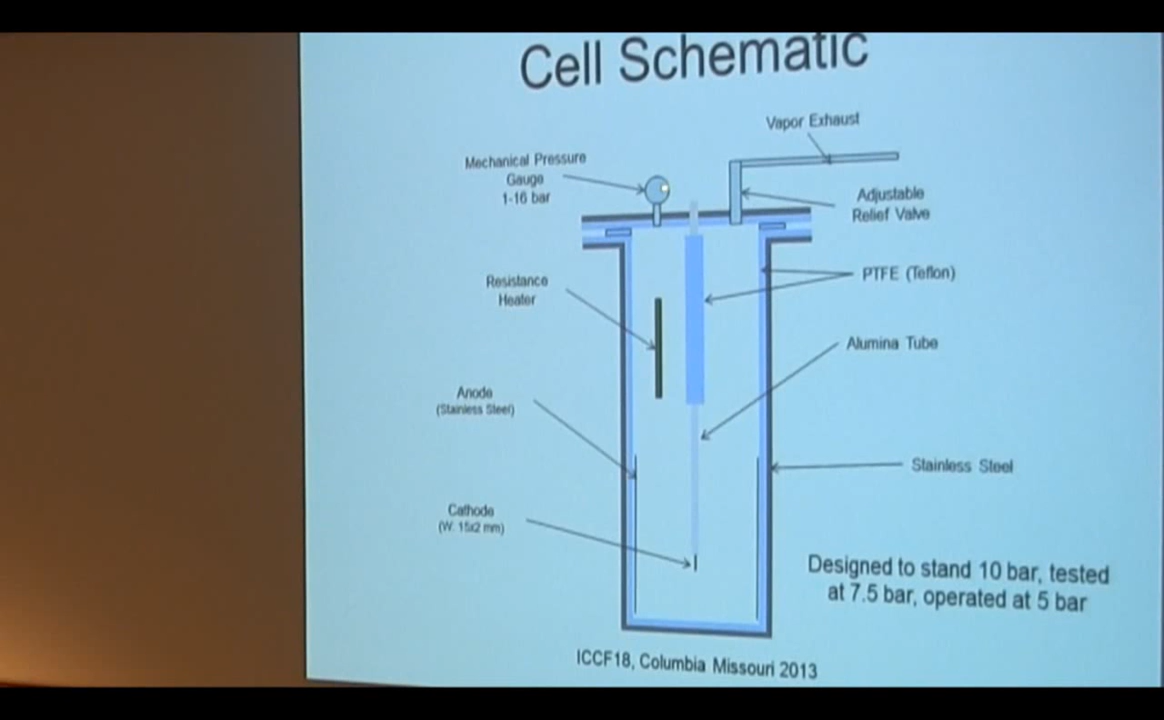 Cell Schematic
Vapor Exhaust
Mechanical Pressure
Gauge
1-16 bar
Adjustable
Relief Valve
Resistance
Heater
PTFE (Teflon)
Alumina Tube
Anode
(Stainless Steel)
Stainless Steel
Cathode
(W. 15x2 mm)
Designed to stand 10 bar, tested
at 7.5 bar, operated at 5 bar
ICCF18, Columbia Missouri 2013